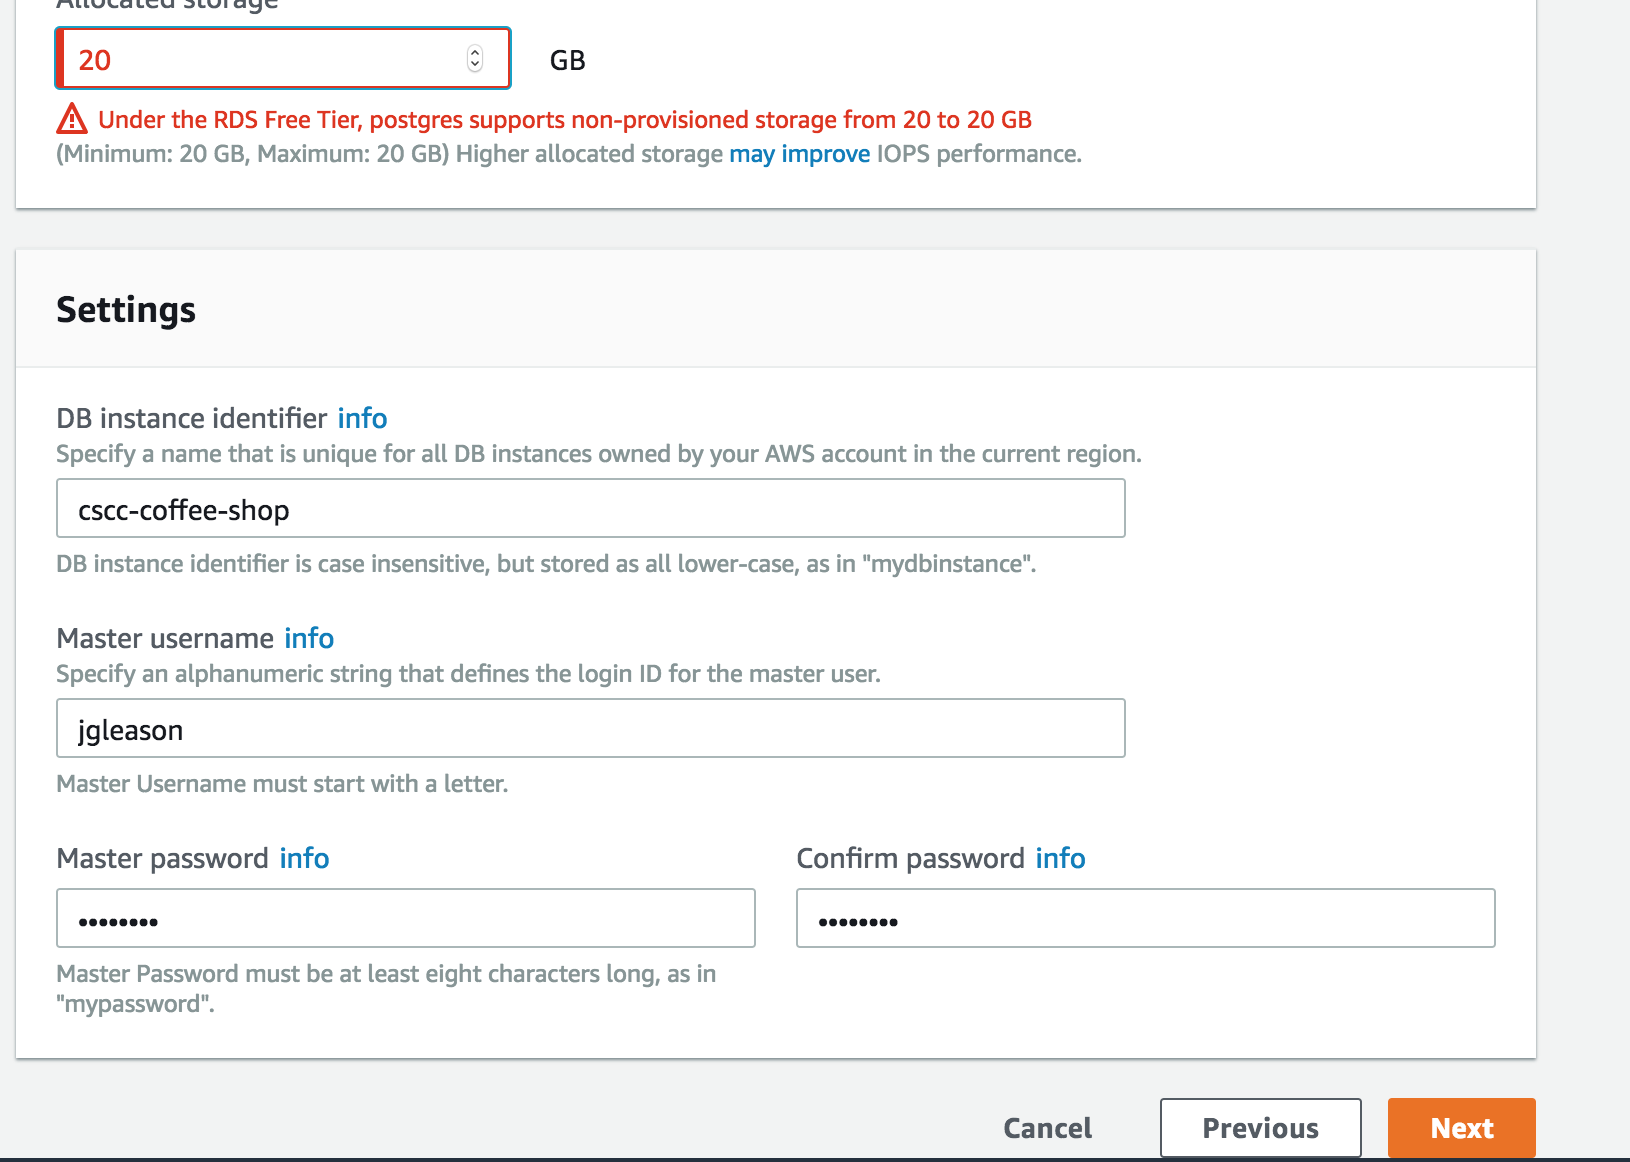 Allocated storage
20
GB
Under the RDS Free Tier, postgres supports non-provisioned storage from 20 to 20 GB
(Minimum: 20 GB, Maximum: 20 GB) Higher allocated storage may improve IOPS performance.
Settings
DB instance identifier info
Specify a name that is unique for all DB instances owned by your AWS account in the current region.
cscc-coffee-shop
DB instance identifier is case insensitive, but stored as all lower-case, as in "mydbinstance".
Master username info
Specify an alphanumeric string that defines the login ID for the master user.
jgleason
Master Username must start with a letter.
Master password info
••••••••
Master Password must be at least eight characters long, as in
"mypassword".
Confirm password info
••••••••
Cancel
Previous
Next